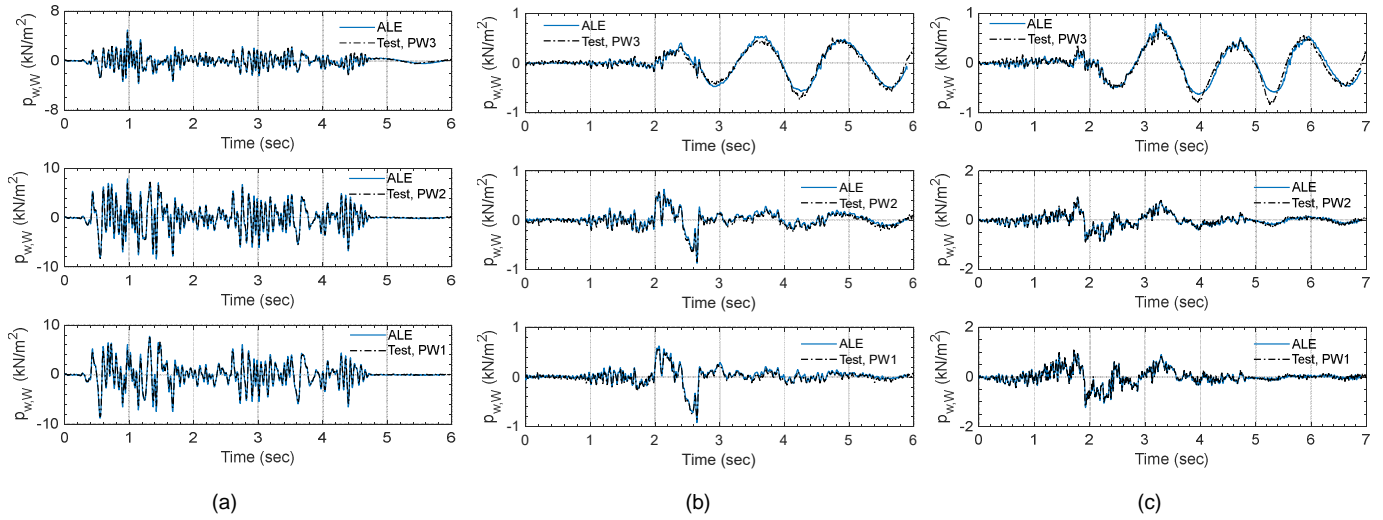 8
0
-8
p_w,W (kN/m²)
ALE
Test, PW3
0 1 2 3 4 5 6
Time (sec)
10
0
-10
p_w,W (kN/m²)
ALE
Test, PW2
0 1 2 3 4 5 6
Time (sec)
10
0
-10
p_w,W (kN/m²)
ALE
Test, PW1
0 1 2 3 4 5 6
Time (sec)
(a)
1
0
-1
p_w,W (kN/m²)
ALE
Test, PW3
0 1 2 3 4 5 6
Time (sec)
1
0
-1
p_w,W (kN/m²)
ALE
Test, PW2
0 1 2 3 4 5 6
Time (sec)
1
0
-1
p_w,W (kN/m²)
ALE
Test, PW1
0 1 2 3 4 5 6
Time (sec)
(b)
1
0
-1
p_w,W (kN/m²)
ALE
Test, PW3
0 1 2 3 4 5 6 7
Time (sec)
2
0
-2
p_w,W (kN/m²)
ALE
Test, PW2
0 1 2 3 4 5 6 7
Time (sec)
2
0
-2
p_w,W (kN/m²)
ALE
Test, PW1
0 1 2 3 4 5 6 7
Time (sec)
(c)